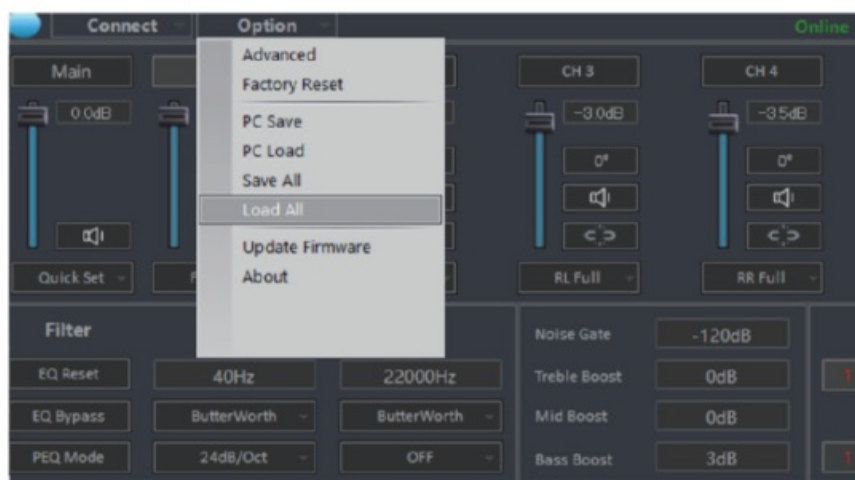 Connect Option Online
Main CH 3 CH 4
0.0dB -3.0dB -3.5dB
0° 0°
Quick Set RL Full RR Full
Advanced
Factory Reset
PC Save
PC Load
Save All
Load All
Update Firmware
About
Filter
Noise Gate -120dB
EQ Reset 40Hz 22000Hz Treble Boost 0dB
EQ Bypass ButterWorth ButterWorth Mid Boost 0dB
PEQ Mode 24dB/Oct OFF Bass Boost 3dB